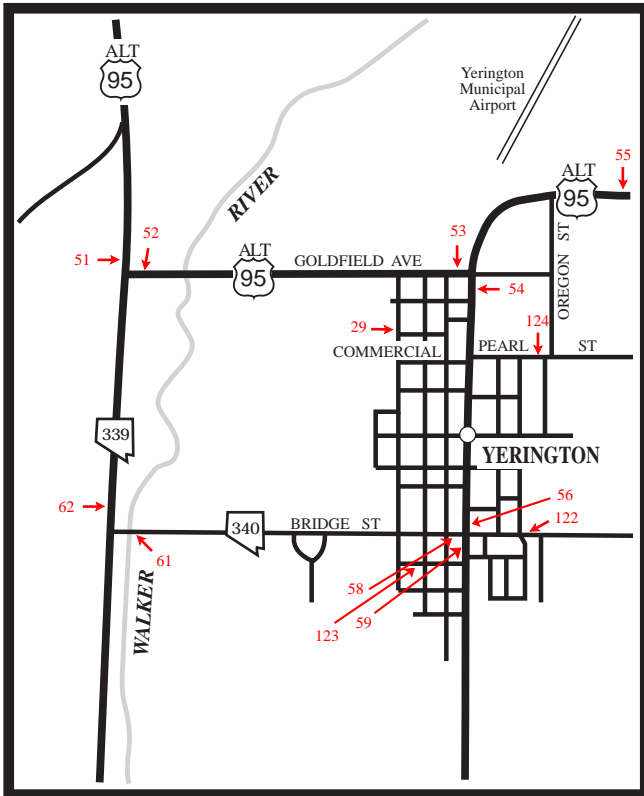 ALT
95
Yerington
Municipal
Airport
55
ALT
95
RIVER
53
52
51
GOLDFIELD AVE
ALT
95
OREGON ST
54
124
29
COMMERCIAL
PEARL ST
339
YERINGTON
62
56
122
340
BRIDGE ST
61
58
59
123
WALKER